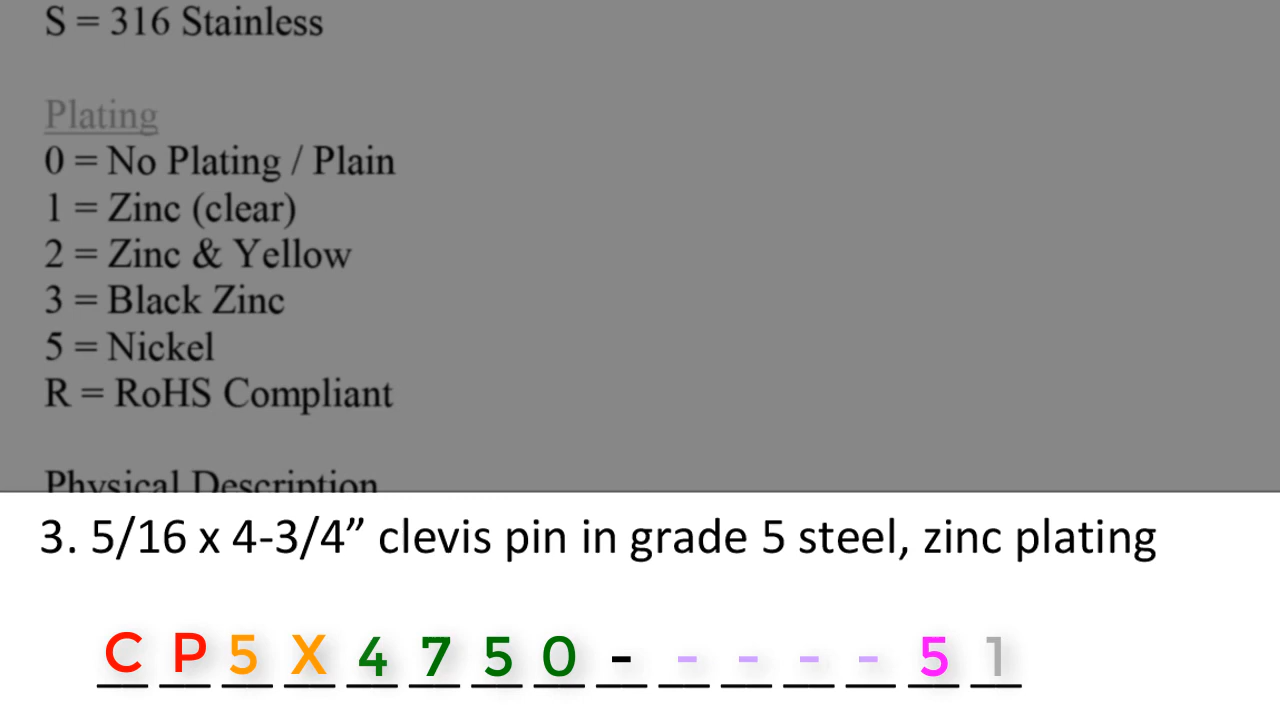 S = 316 Stainless
Plating
0 = No Plating / Plain
1 = Zinc (clear)
2 = Zinc & Yellow
3 = Black Zinc
5 = Nickel
R = RoHS Compliant
Physical Description
3. 5/16 x 4-3/4” clevis pin in grade 5 steel, zinc plating
C P 5 X 4 7 5 0 - - - - - 5 1